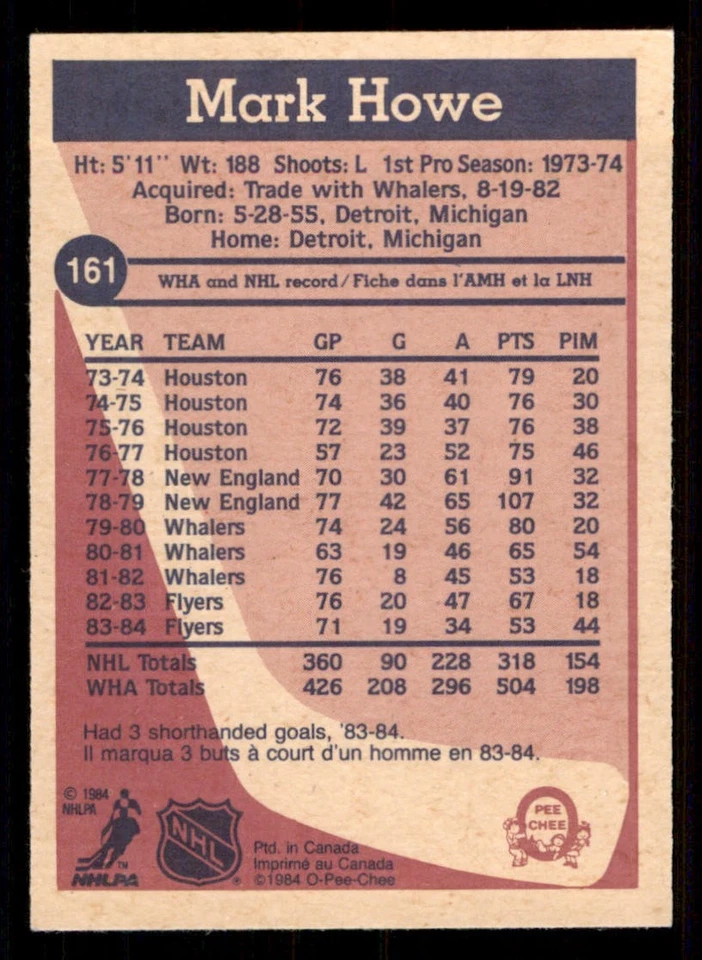 Mark Howe
Ht: 5'11'' Wt: 188 Shoots: L 1st Pro Season: 1973-74
Acquired: Trade with Whalers, 8-19-82
Born: 5-28-55, Detroit, Michigan
Home: Detroit, Michigan
161
WHA and NHL record/Fiche dans l'AMH et la LNH
YEAR TEAM GP G A PTS PIM
73-74 Houston 76 38 41 79 20
74-75 Houston 74 36 40 76 30
75-76 Houston 72 39 37 76 38
76-77 Houston 57 23 52 75 46
77-78 New England 70 30 61 91 32
78-79 New England 77 42 65 107 32
79-80 Whalers 74 24 56 80 20
80-81 Whalers 63 19 46 65 54
81-82 Whalers 76 8 45 53 18
82-83 Flyers 76 20 47 67 18
83-84 Flyers 71 19 34 53 44
NHL Totals 360 90 228 318 154
WHA Totals 426 208 296 504 198
Had 3 shorthanded goals, '83-84.
Il marqua 3 buts à court d'un homme en 83-84.
© 1984
NHLPA
NHLPA
TM
NHL
®
Ptd. in Canada
Imprimé au Canada
©1984 O-Pee-Chee
O
PEE
CHEE